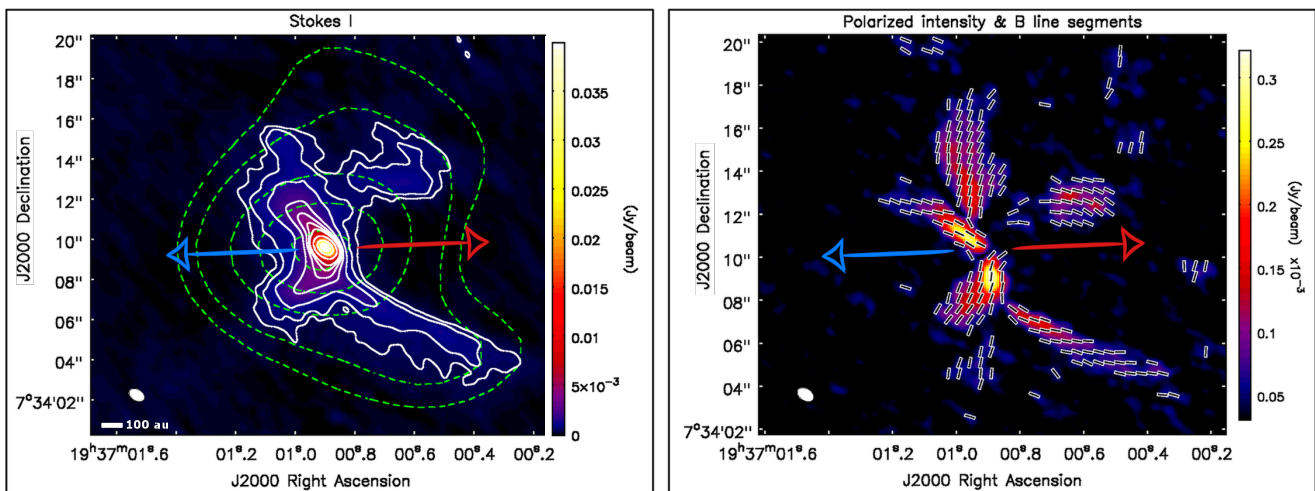 Stokes I
J2000 Declination
20"
18"
16"
14"
12"
10"
08"
06"
04"
7°34'02"
100 au
19ʰ37ᵐ01ˢ.8
01ˢ.2
01ˢ.0
00ˢ.8
00ˢ.6
00ˢ.4
00ˢ.2
J2000 Right Ascension
0.035
0.03
0.025
0.02
0.015
0.01
5×10⁻³
0
(Jy/beam)
Polarized intensity & B line segments
J2000 Declination
20"
18"
16"
14"
12"
10"
08"
06"
04"
7°34'02"
19ʰ37ᵐ01ˢ.8
01ˢ.2
01ˢ.0
00ˢ.8
00ˢ.6
00ˢ.4
00ˢ.2
J2000 Right Ascension
0.3
0.25
0.2
0.15
0.1
0.05
(Jy/beam)
x10⁻³